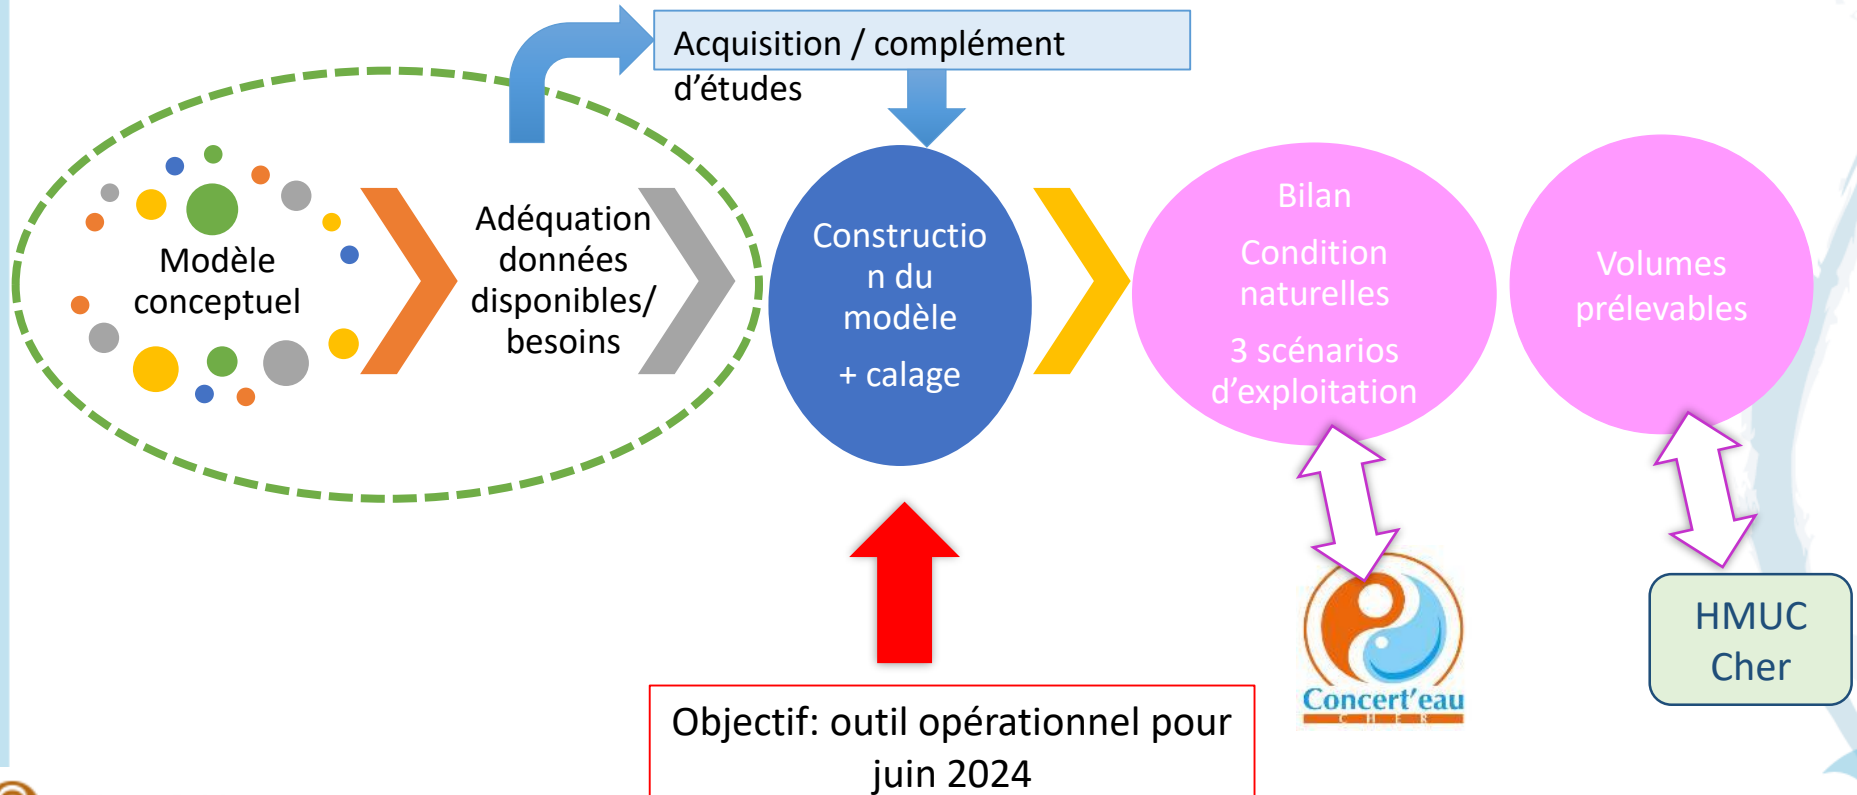 Acquisition / complément
d’études
Modèle
conceptuel
Adéquation
données
disponibles/
besoins
Constructio
n du
modèle
+ calage
Bilan
Condition
naturelles
3 scénarios
d’exploitation
Volumes
prélevables
Concert’eau
CHER
HMUC
Cher
Objectif: outil opérationnel pour
juin 2024